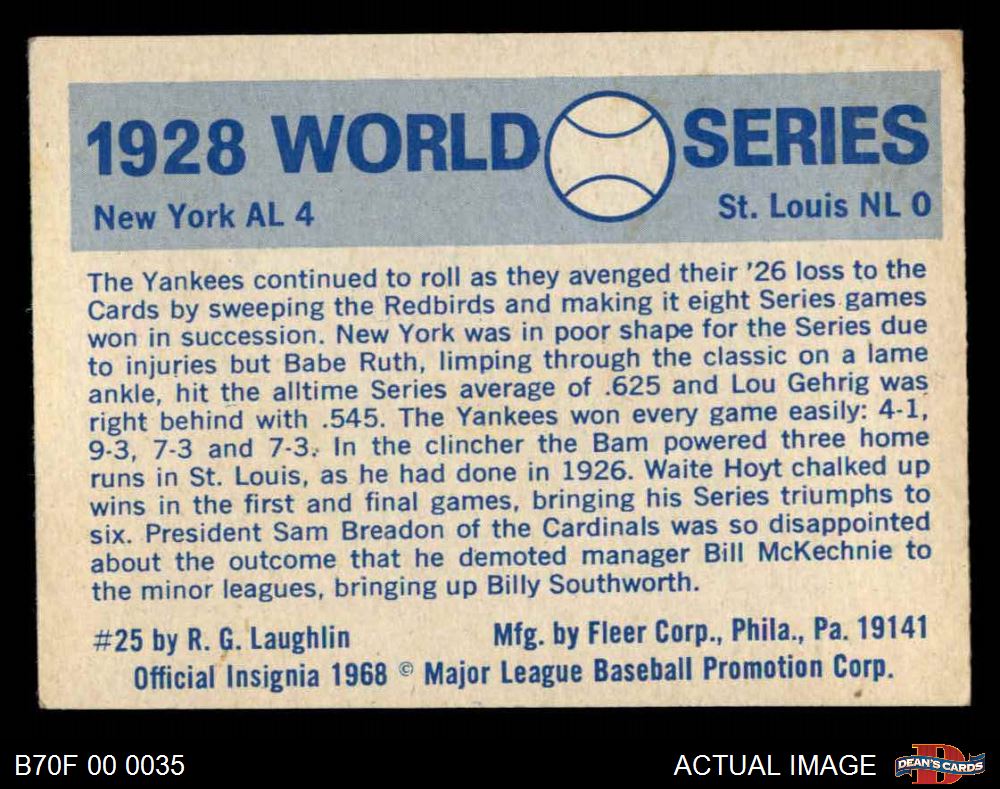 1928 WORLD SERIES
New York AL 4 St. Louis NL 0
The Yankees continued to roll as they avenged their '26 loss to the
Cards by sweeping the Redbirds and making it eight Series games
won in succession. New York was in poor shape for the Series due
to injuries but Babe Ruth, limping through the classic on a lame
ankle, hit the alltime Series average of .625 and Lou Gehrig was
right behind with .545. The Yankees won every game easily: 4-1,
9-3, 7-3 and 7-3. In the clincher the Bam powered three home
runs in St. Louis, as he had done in 1926. Waite Hoyt chalked up
wins in the first and final games, bringing his Series triumphs to
six. President Sam Breadon of the Cardinals was so disappointed
about the outcome that he demoted manager Bill McKechnie to
the minor leagues, bringing up Billy Southworth.
#25 by R. G. Laughlin Mfg. by Fleer Corp., Phila., Pa. 19141
Official Insignia 1968 © Major League Baseball Promotion Corp.
B70F 00 0035 ACTUAL IMAGE D DEAN'S CARDS